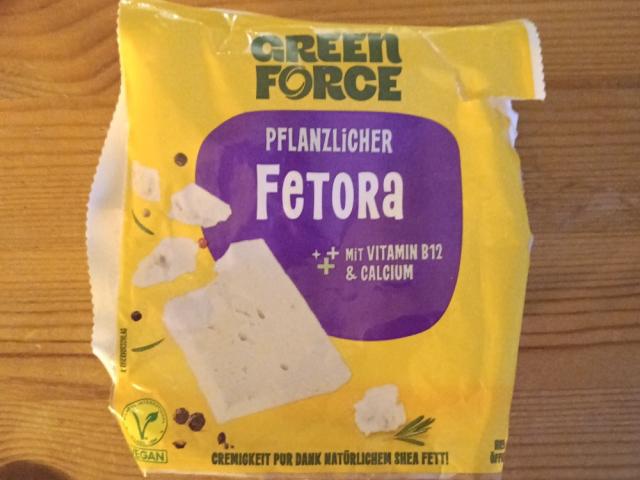 GREEN
FORCE
PFLANZLiCHER
FeTORa
MiT VITAMIN B12
& CALCIUM
VEGAN
CREMIGKEIT PUR DANK NATÜRLICHEM SHEA FETT!